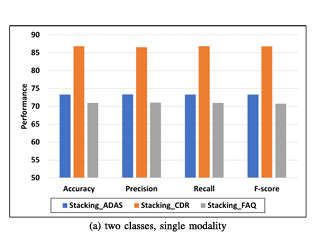 90
85
80
75
70
65
60
55
50
Performance
Accuracy Precision Recall F-score
Stacking_ADAS Stacking_CDR Stacking_FAQ
(a) two classes, single modality